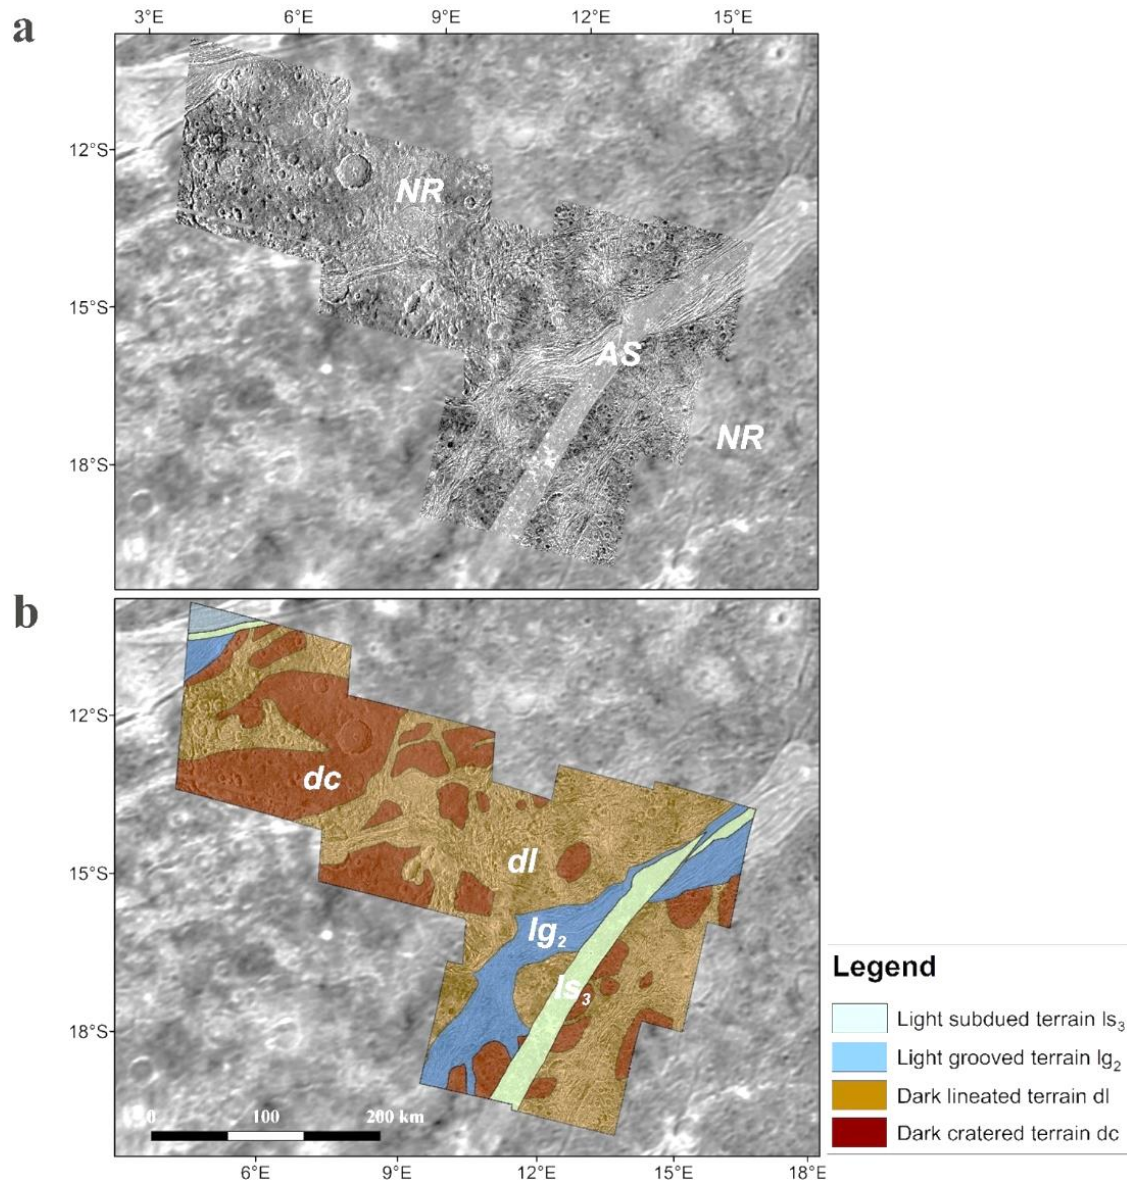 a
3°E 6°E 9°E 12°E 15°E
12°S
15°S
18°S
NR
AS
NR
b
12°S
15°S
18°S
dc
dl
lg2
ls3
0 100 200 km
6°E 9°E 12°E 15°E 18°E
Legend
Light subdued terrain ls3
Light grooved terrain lg2
Dark lineated terrain dl
Dark cratered terrain dc